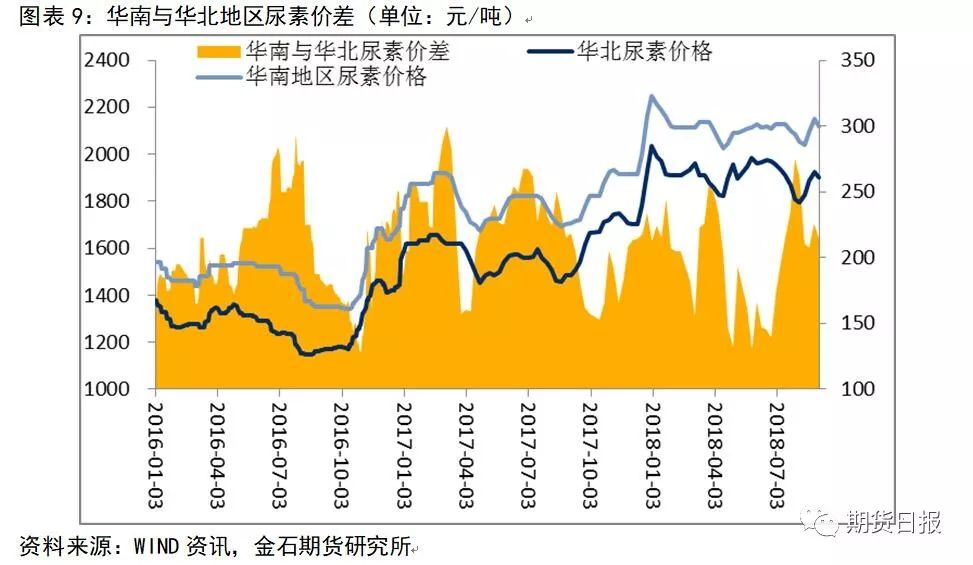 图表 9：华南与华北地区尿素价差（单位：元/吨）
华南与华北尿素价差 华北尿素价格
华南地区尿素价格
2400 350
2200 300
2000
1800 250
1600 200
1400 150
1200
1000 100
2016-01-03 2016-04-03 2016-07-03 2016-10-03 2017-01-03 2017-04-03 2017-07-03 2017-10-03 2018-01-03 2018-04-03 2018-07-03
期货日报
资料来源：WIND 资讯，金石期货研究所